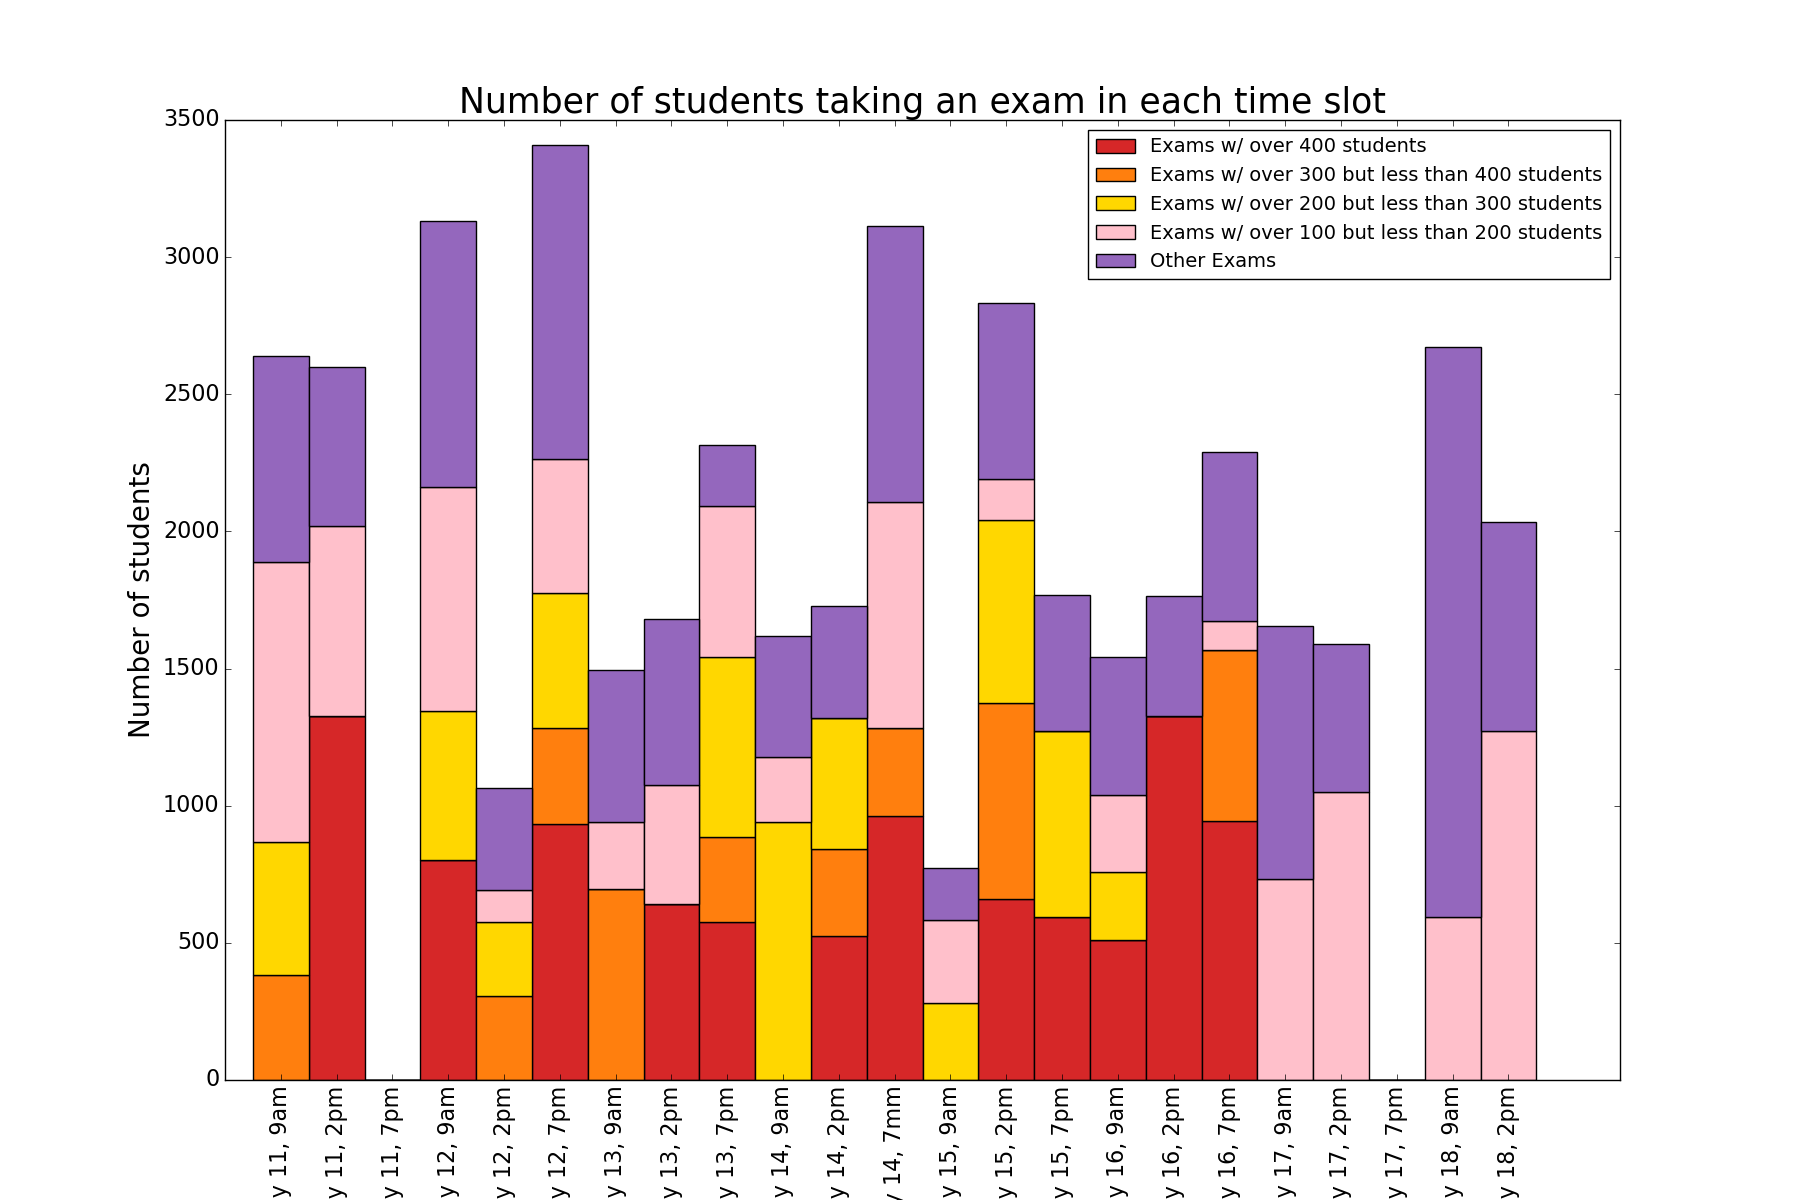 Number of students taking an exam in each time slot
3500
3000
2500
2000
1500
1000
500
0
Number of students
Exams w/ over 400 students
Exams w/ over 300 but less than 400 students
Exams w/ over 200 but less than 300 students
Exams w/ over 100 but less than 200 students
Other Exams
y 11, 9am
y 11, 2pm
y 11, 7pm
y 12, 9am
y 12, 2pm
y 12, 7pm
y 13, 9am
y 13, 2pm
y 13, 7pm
y 14, 9am
y 14, 2pm
y 14, 7mm
y 15, 9am
y 15, 2pm
y 15, 7pm
y 16, 9am
y 16, 2pm
y 16, 7pm
y 17, 9am
y 17, 2pm
y 17, 7pm
y 18, 9am
y 18, 2pm